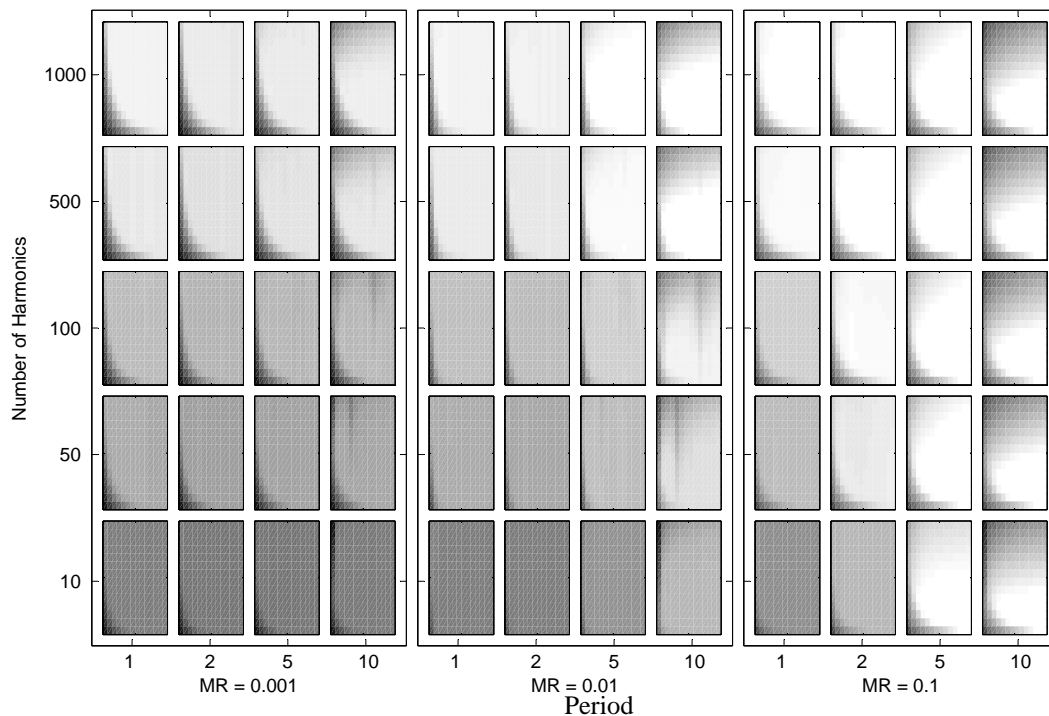 Number of Harmonics
1000
500
100
50
10
1 2 5 10
MR = 0.001
1 2 5 10
MR = 0.01
1 2 5 10
MR = 0.1
Period